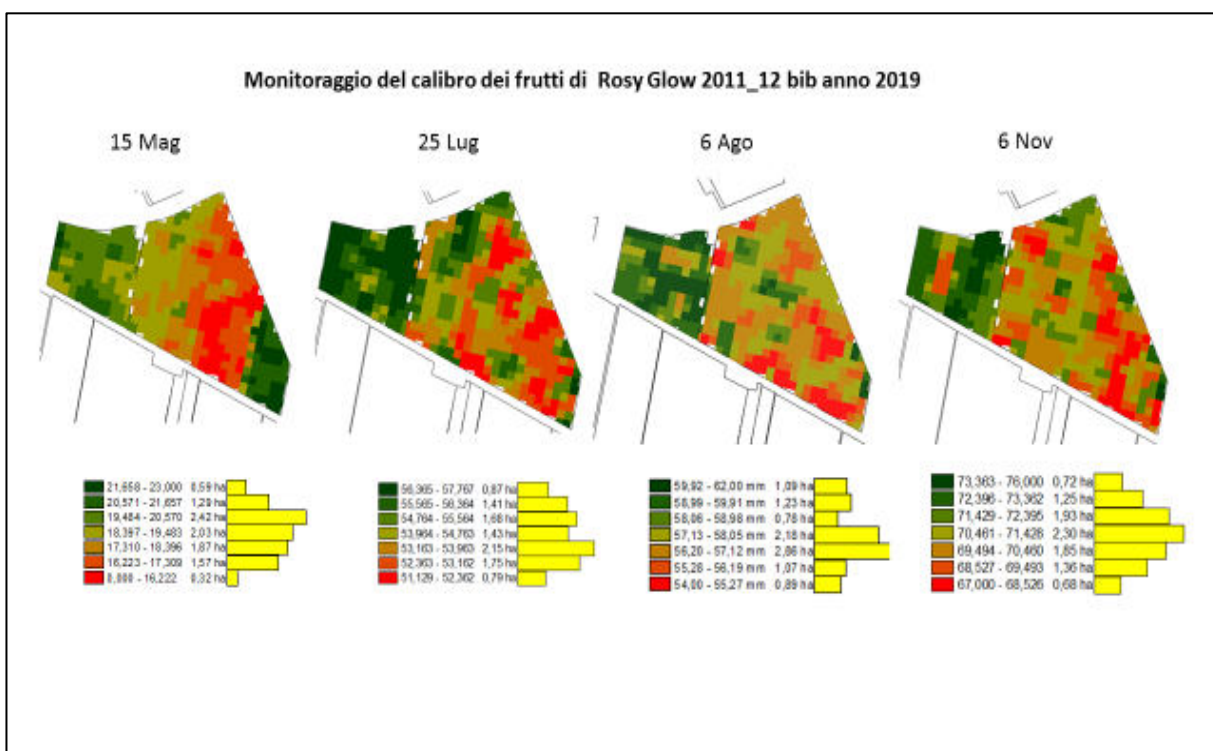 Monitoraggio del calibro dei frutti di Rosy Glow 2011_12 bib anno 2019
15 Mag
25 Lug
6 Ago
6 Nov
21,658 - 23,000 0,59 ha
20,571 - 21,657 1,29 ha
19,484 - 20,570 2,42 ha
18,397 - 19,483 2,03 ha
17,310 - 18,396 1,87 ha
16,223 - 17,309 1,57 ha
0,000 - 16,222 0,32 ha
56,365 - 57,767 0,87 ha
55,565 - 56,364 1,41 ha
54,764 - 55,564 1,68 ha
53,964 - 54,763 1,43 ha
53,163 - 53,963 2,15 ha
52,363 - 53,162 1,75 ha
51,129 - 52,362 0,79 ha
59,92 - 62,00 mm 1,09 ha
58,99 - 59,91 mm 1,23 ha
58,06 - 58,98 mm 0,78 ha
57,13 - 58,05 mm 2,18 ha
56,20 - 57,12 mm 2,86 ha
55,28 - 56,19 mm 1,07 ha
54,00 - 55,27 mm 0,89 ha
73,363 - 76,000 0,72 ha
72,396 - 73,362 1,25 ha
71,429 - 72,395 1,93 ha
70,461 - 71,428 2,30 ha
69,494 - 70,460 1,85 ha
68,527 - 69,493 1,36 ha
67,000 - 68,526 0,68 ha